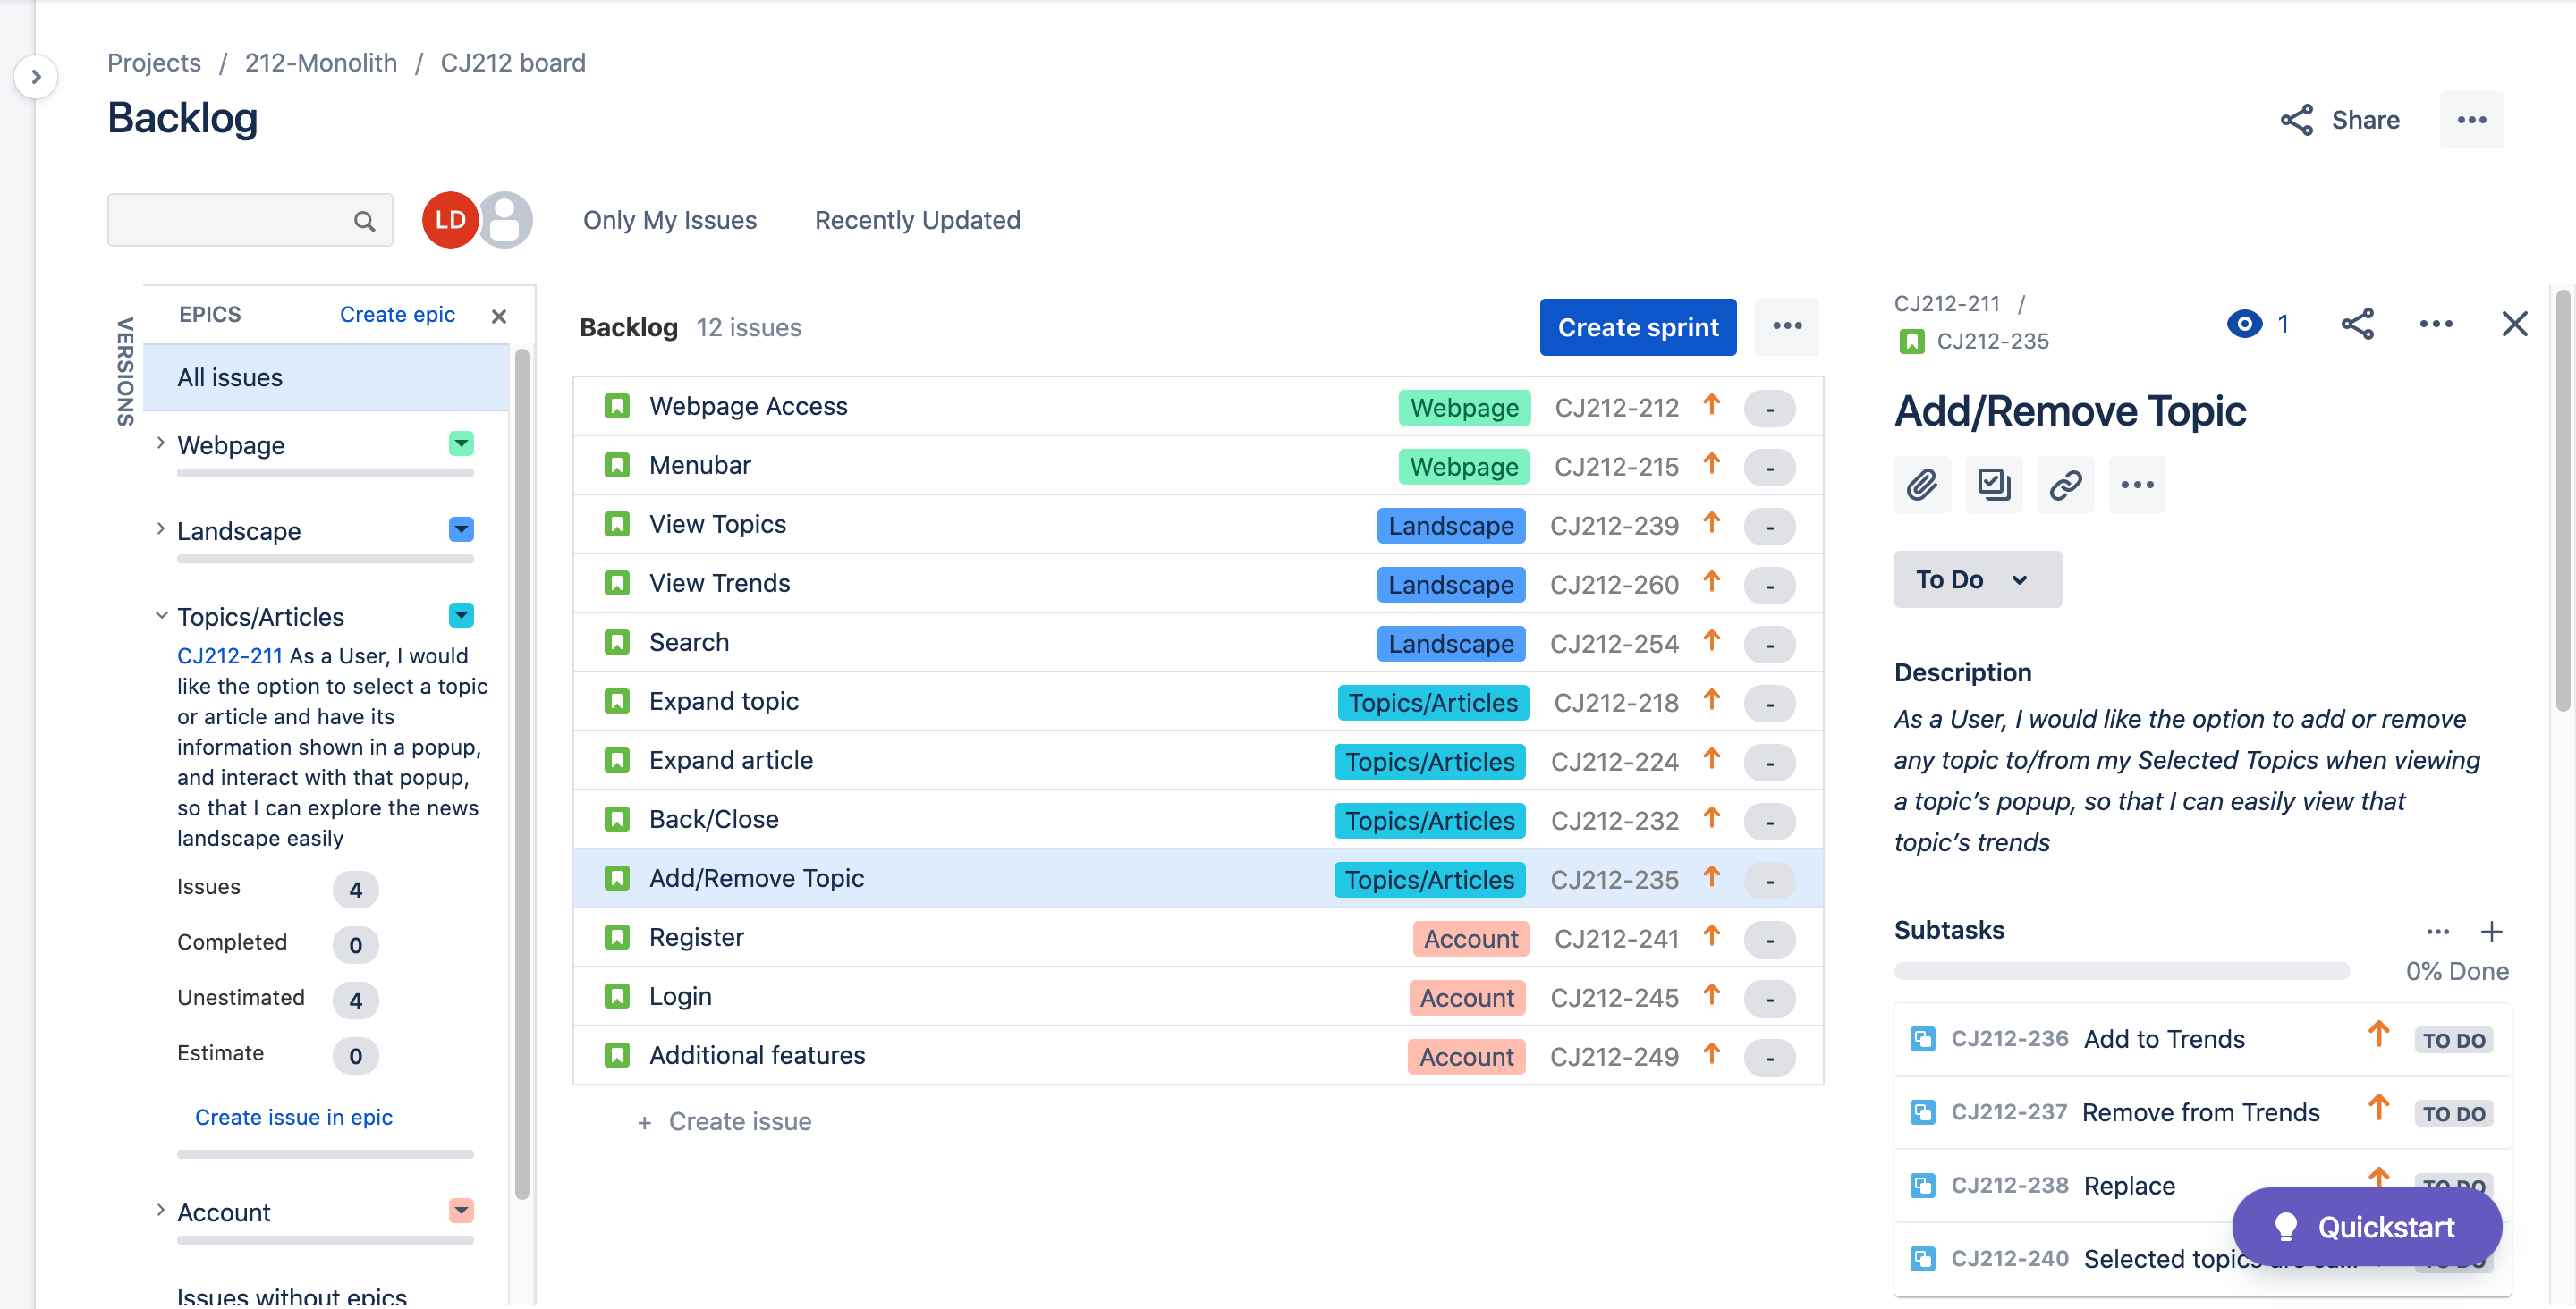 Projects / 212-Monolith / CJ212 board
Backlog
Share
LD
Only My Issues
Recently Updated
VERSIONS
EPICS
Create epic
All issues
Webpage
Landscape
Topics/Articles
CJ212-211 As a User, I would
like the option to select a topic
or article and have its
information shown in a popup,
and interact with that popup,
so that I can explore the news
landscape easily
Issues 4
Completed 0
Unestimated 4
Estimate 0
Create issue in epic
Account
Issues without epics
Backlog 12 issues
Create sprint
Webpage Access Webpage CJ212-212 -
Menubar Webpage CJ212-215 -
View Topics Landscape CJ212-239 -
View Trends Landscape CJ212-260 -
Search Landscape CJ212-254 -
Expand topic Topics/Articles CJ212-218 -
Expand article Topics/Articles CJ212-224 -
Back/Close Topics/Articles CJ212-232 -
Add/Remove Topic Topics/Articles CJ212-235 -
Register Account CJ212-241 -
Login Account CJ212-245 -
Additional features Account CJ212-249 -
+ Create issue
CJ212-211 /
CJ212-235
1
Add/Remove Topic
To Do
Description
As a User, I would like the option to add or remove
any topic to/from my Selected Topics when viewing
a topic’s popup, so that I can easily view that
topic’s trends
Subtasks
0% Done
CJ212-236 Add to Trends TO DO
CJ212-237 Remove from Trends TO DO
CJ212-238 Replace TO DO
Quickstart
CJ212-240 Selected topics are TO DO